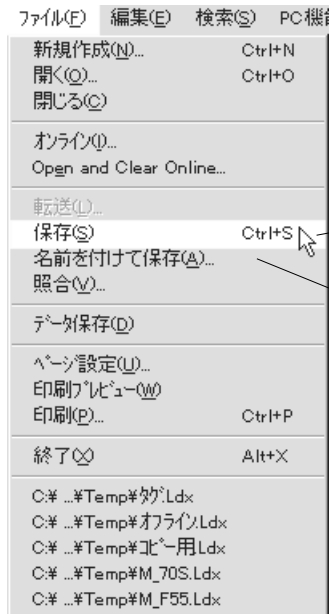 ﾌｧｲﾙ(F) 編集(E) 検索(S) PC機
新規作成(N)... Ctrl+N
開く(O)... Ctrl+O
閉じる(C)
ｵﾝﾗｲﾝ(I)...
Open and Clear Online...
転送(L)...
保存(S) Ctrl+S
名前を付けて保存(A)...
照合(V)...
ﾃﾞｰﾀ保存(D)
ﾍﾟｰｼﾞ設定(U)...
印刷ﾌﾟﾚﾋﾞｭｰ(W)
印刷(P)... Ctrl+P
終了(X) Alt+X
C:¥ ...¥Temp¥ﾀｸﾞ.Ldx
C:¥ ...¥Temp¥ｵﾌﾗｲﾝ.Ldx
C:¥ ...¥Temp¥ｺﾋﾟｰ用.Ldx
C:¥ ...¥Temp¥M_70S.Ldx
C:¥ ...¥Temp¥M_F55.Ldx